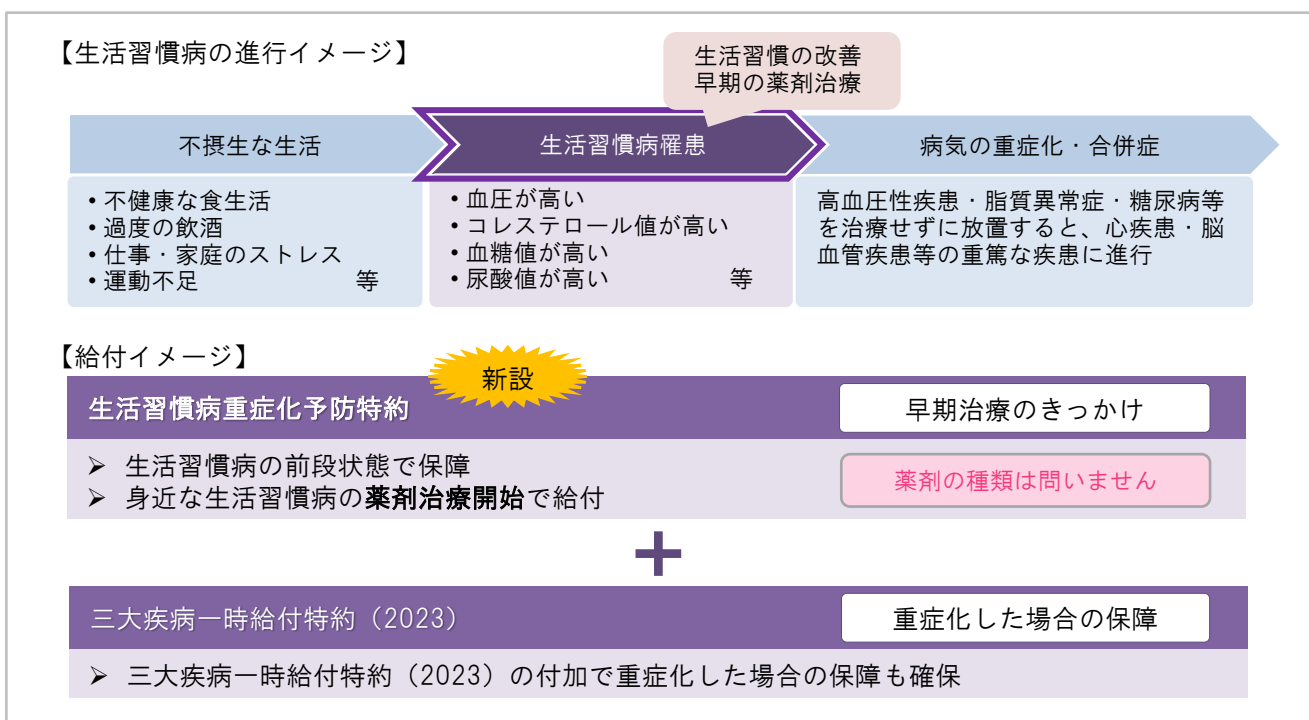 【生活習慣病の進行イメージ】
生活習慣の改善
早期の薬剤治療
不摂生な生活
生活習慣病罹患
病気の重症化・合併症
• 不健康な食生活
• 過度の飲酒
• 仕事・家庭のストレス
• 運動不足 等
• 血圧が高い
• コレステロール値が高い
• 血糖値が高い
• 尿酸値が高い 等
高血圧性疾患・脂質異常症・糖尿病等
を治療せずに放置すると、心疾患・脳
血管疾患等の重篤な疾患に進行
【給付イメージ】
新設
生活習慣病重症化予防特約
早期治療のきっかけ
➢ 生活習慣病の前段状態で保障
➢ 身近な生活習慣病の薬剤治療開始で給付
薬剤の種類は問いません
+
三大疾病一時給付特約（2023）
重症化した場合の保障
➢ 三大疾病一時給付特約（2023）の付加で重症化した場合の保障も確保